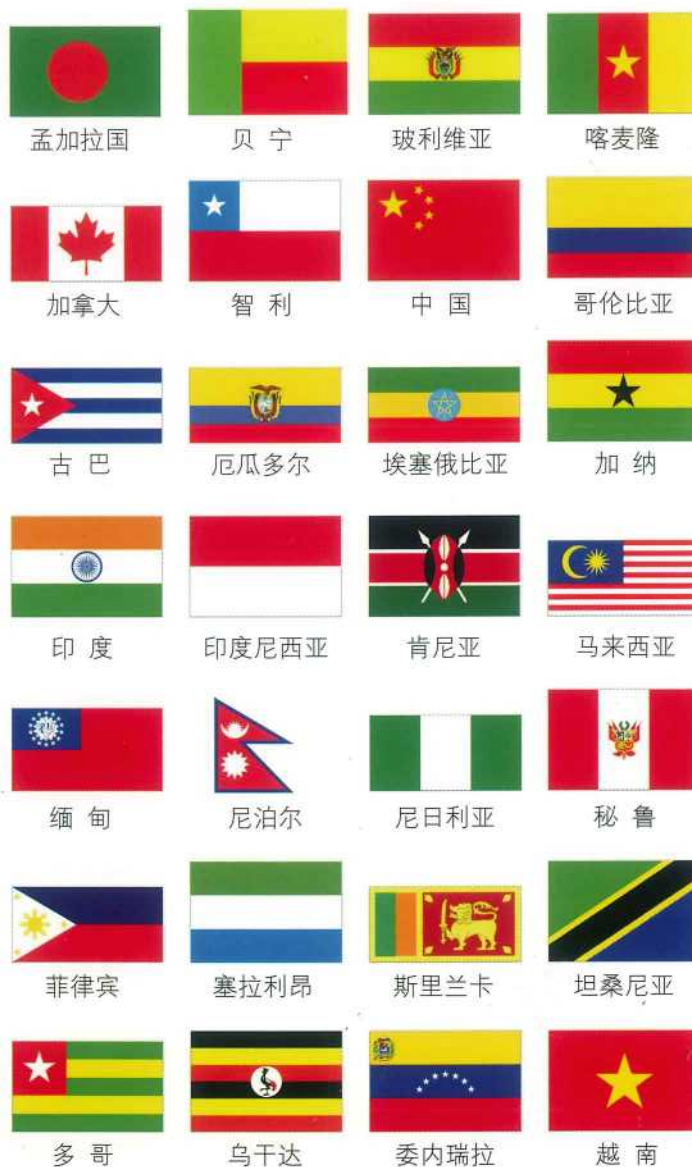 孟加拉国 贝宁 玻利维亚 喀麦隆
加拿大 智利 中国 哥伦比亚
古巴 厄瓜多尔 埃塞俄比亚 加纳
印度 印度尼西亚 肯尼亚 马来西亚
缅甸 尼泊尔 尼日利亚 秘鲁
菲律宾 塞拉利昂 斯里兰卡 坦桑尼亚
多哥 乌干达 委内瑞拉 越南